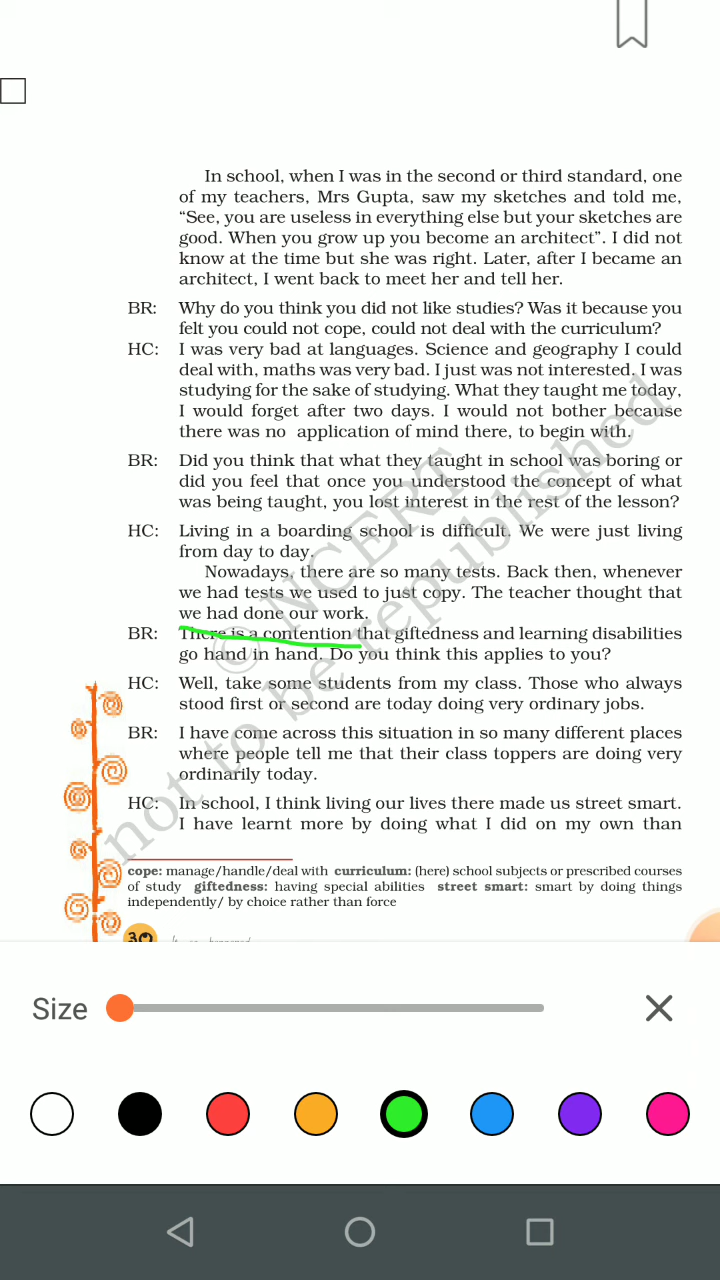 In school, when I was in the second or third standard, one
of my teachers, Mrs Gupta, saw my sketches and told me,
“See, you are useless in everything else but your sketches are
good. When you grow up you become an architect”. I did not
know at the time but she was right. Later, after I became an
architect, I went back to meet her and tell her.
BR: Why do you think you did not like studies? Was it because you
felt you could not cope, could not deal with the curriculum?
HC: I was very bad at languages. Science and geography I could
deal with, maths was very bad. I just was not interested. I was
studying for the sake of studying. What they taught me today,
I would forget after two days. I would not bother because
there was no application of mind there, to begin with.
BR: Did you think that what they taught in school was boring or
did you feel that once you understood the concept of what
was being taught, you lost interest in the rest of the lesson?
HC: Living in a boarding school is difficult. We were just living
from day to day.
Nowadays, there are so many tests. Back then, whenever
we had tests we used to just copy. The teacher thought that
we had done our work.
BR: There is a contention that giftedness and learning disabilities
go hand in hand. Do you think this applies to you?
HC: Well, take some students from my class. Those who always
stood first or second are today doing very ordinary jobs.
BR: I have come across this situation in so many different places
where people tell me that their class toppers are doing very
ordinarily today.
HC: In school, I think living our lives there made us street smart.
I have learnt more by doing what I did on my own than
© NCERT
not to be republished
cope: manage/handle/deal with curriculum: (here) school subjects or prescribed courses
of study giftedness: having special abilities street smart: smart by doing things
independently/ by choice rather than force
30
Size